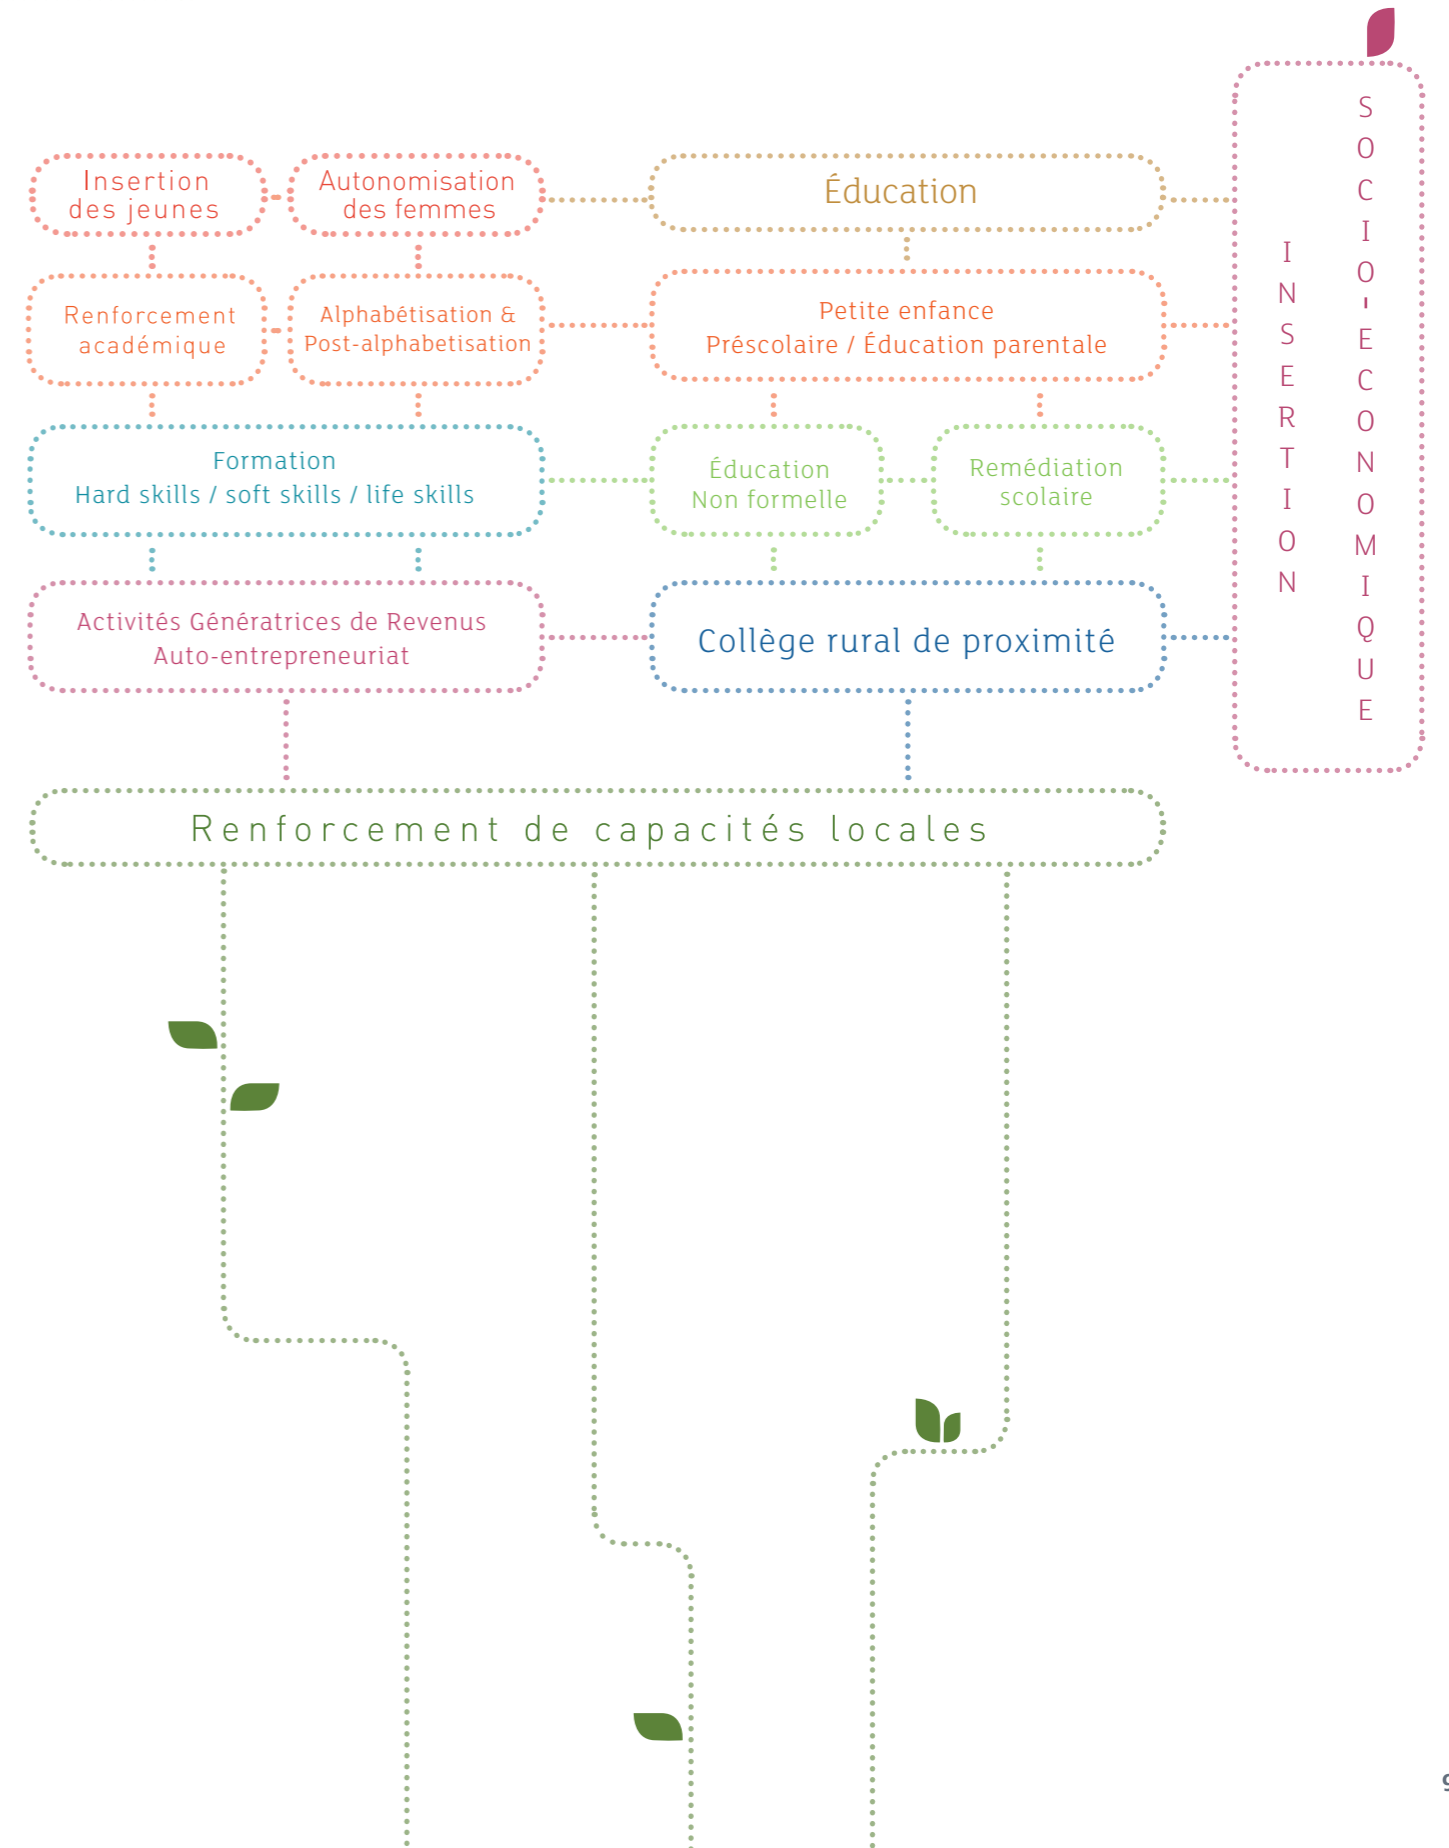 Insertion
des jeunes
Autonomisation
des femmes
Éducation
Renforcement
académique
Alphabétisation &
Post-alphabetisation
Petite enfance
Préscolaire / Éducation parentale
Formation
Hard skills / soft skills / life skills
Éducation
Non formelle
Remédiation
scolaire
Activités Génératrices de Revenus
Auto-entrepreneuriat
Collège rural de proximité
INSERTION
SOCIO-ECONOMIQUE
Renforcement de capacités locales
9